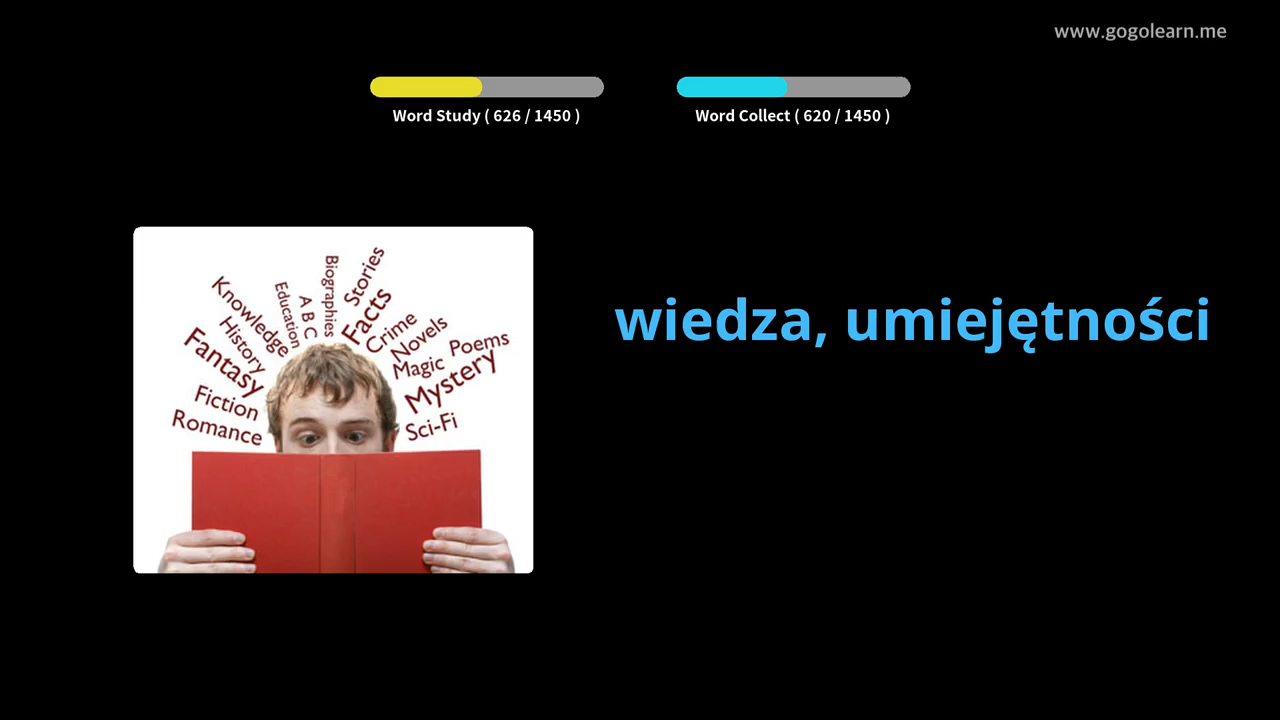 www.gogolearn.me
Word Study ( 626 / 1450 )
Word Collect ( 620 / 1450 )
wiedza, umiejętności
Romance
Fiction
Fantasy
History
Knowledge
Education
A B C
Biographies
Stories
Facts
Crime
Novels
Magic
Poems
Mystery
Sci-Fi